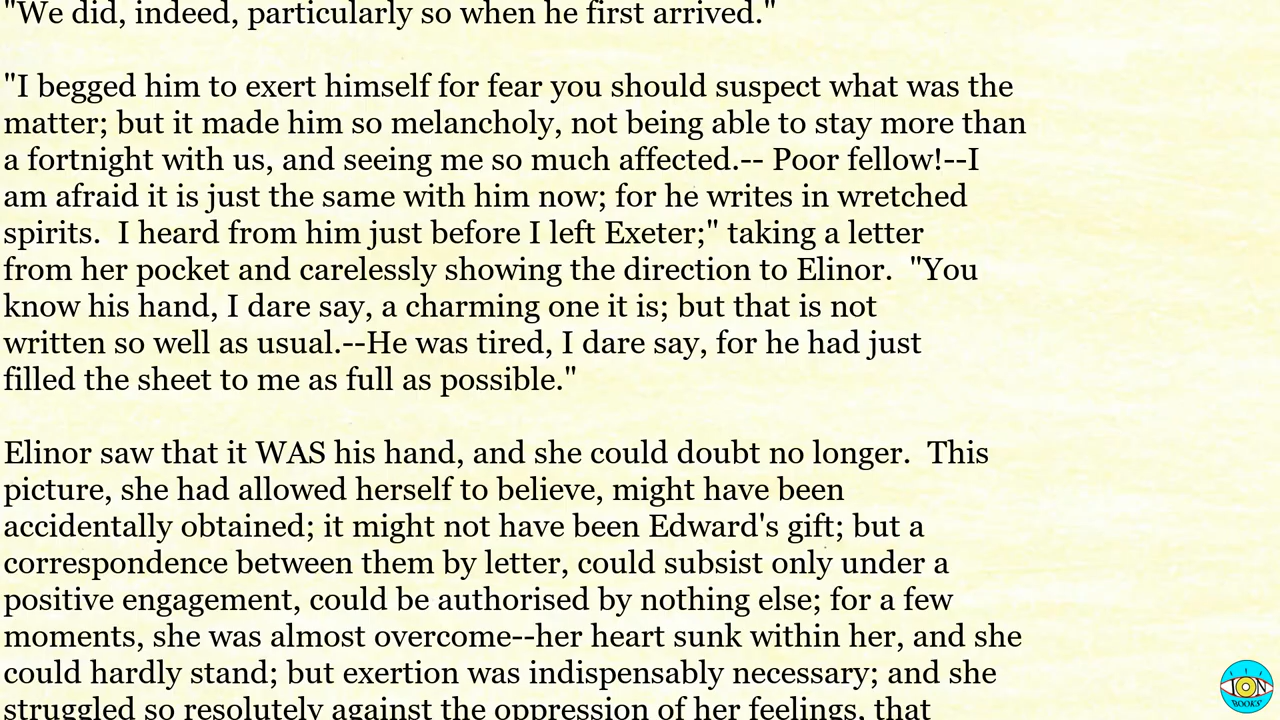 "We did, indeed, particularly so when he first arrived."
"I begged him to exert himself for fear you should suspect what was the
matter; but it made him so melancholy, not being able to stay more than
a fortnight with us, and seeing me so much affected.-- Poor fellow!--I
am afraid it is just the same with him now; for he writes in wretched
spirits.  I heard from him just before I left Exeter;" taking a letter
from her pocket and carelessly showing the direction to Elinor.  "You
know his hand, I dare say, a charming one it is; but that is not
written so well as usual.--He was tired, I dare say, for he had just
filled the sheet to me as full as possible."
Elinor saw that it WAS his hand, and she could doubt no longer.  This
picture, she had allowed herself to believe, might have been
accidentally obtained; it might not have been Edward's gift; but a
correspondence between them by letter, could subsist only under a
positive engagement, could be authorised by nothing else; for a few
moments, she was almost overcome--her heart sunk within her, and she
could hardly stand; but exertion was indispensably necessary; and she
struggled so resolutely against the oppression of her feelings, that
ION
BOOKS